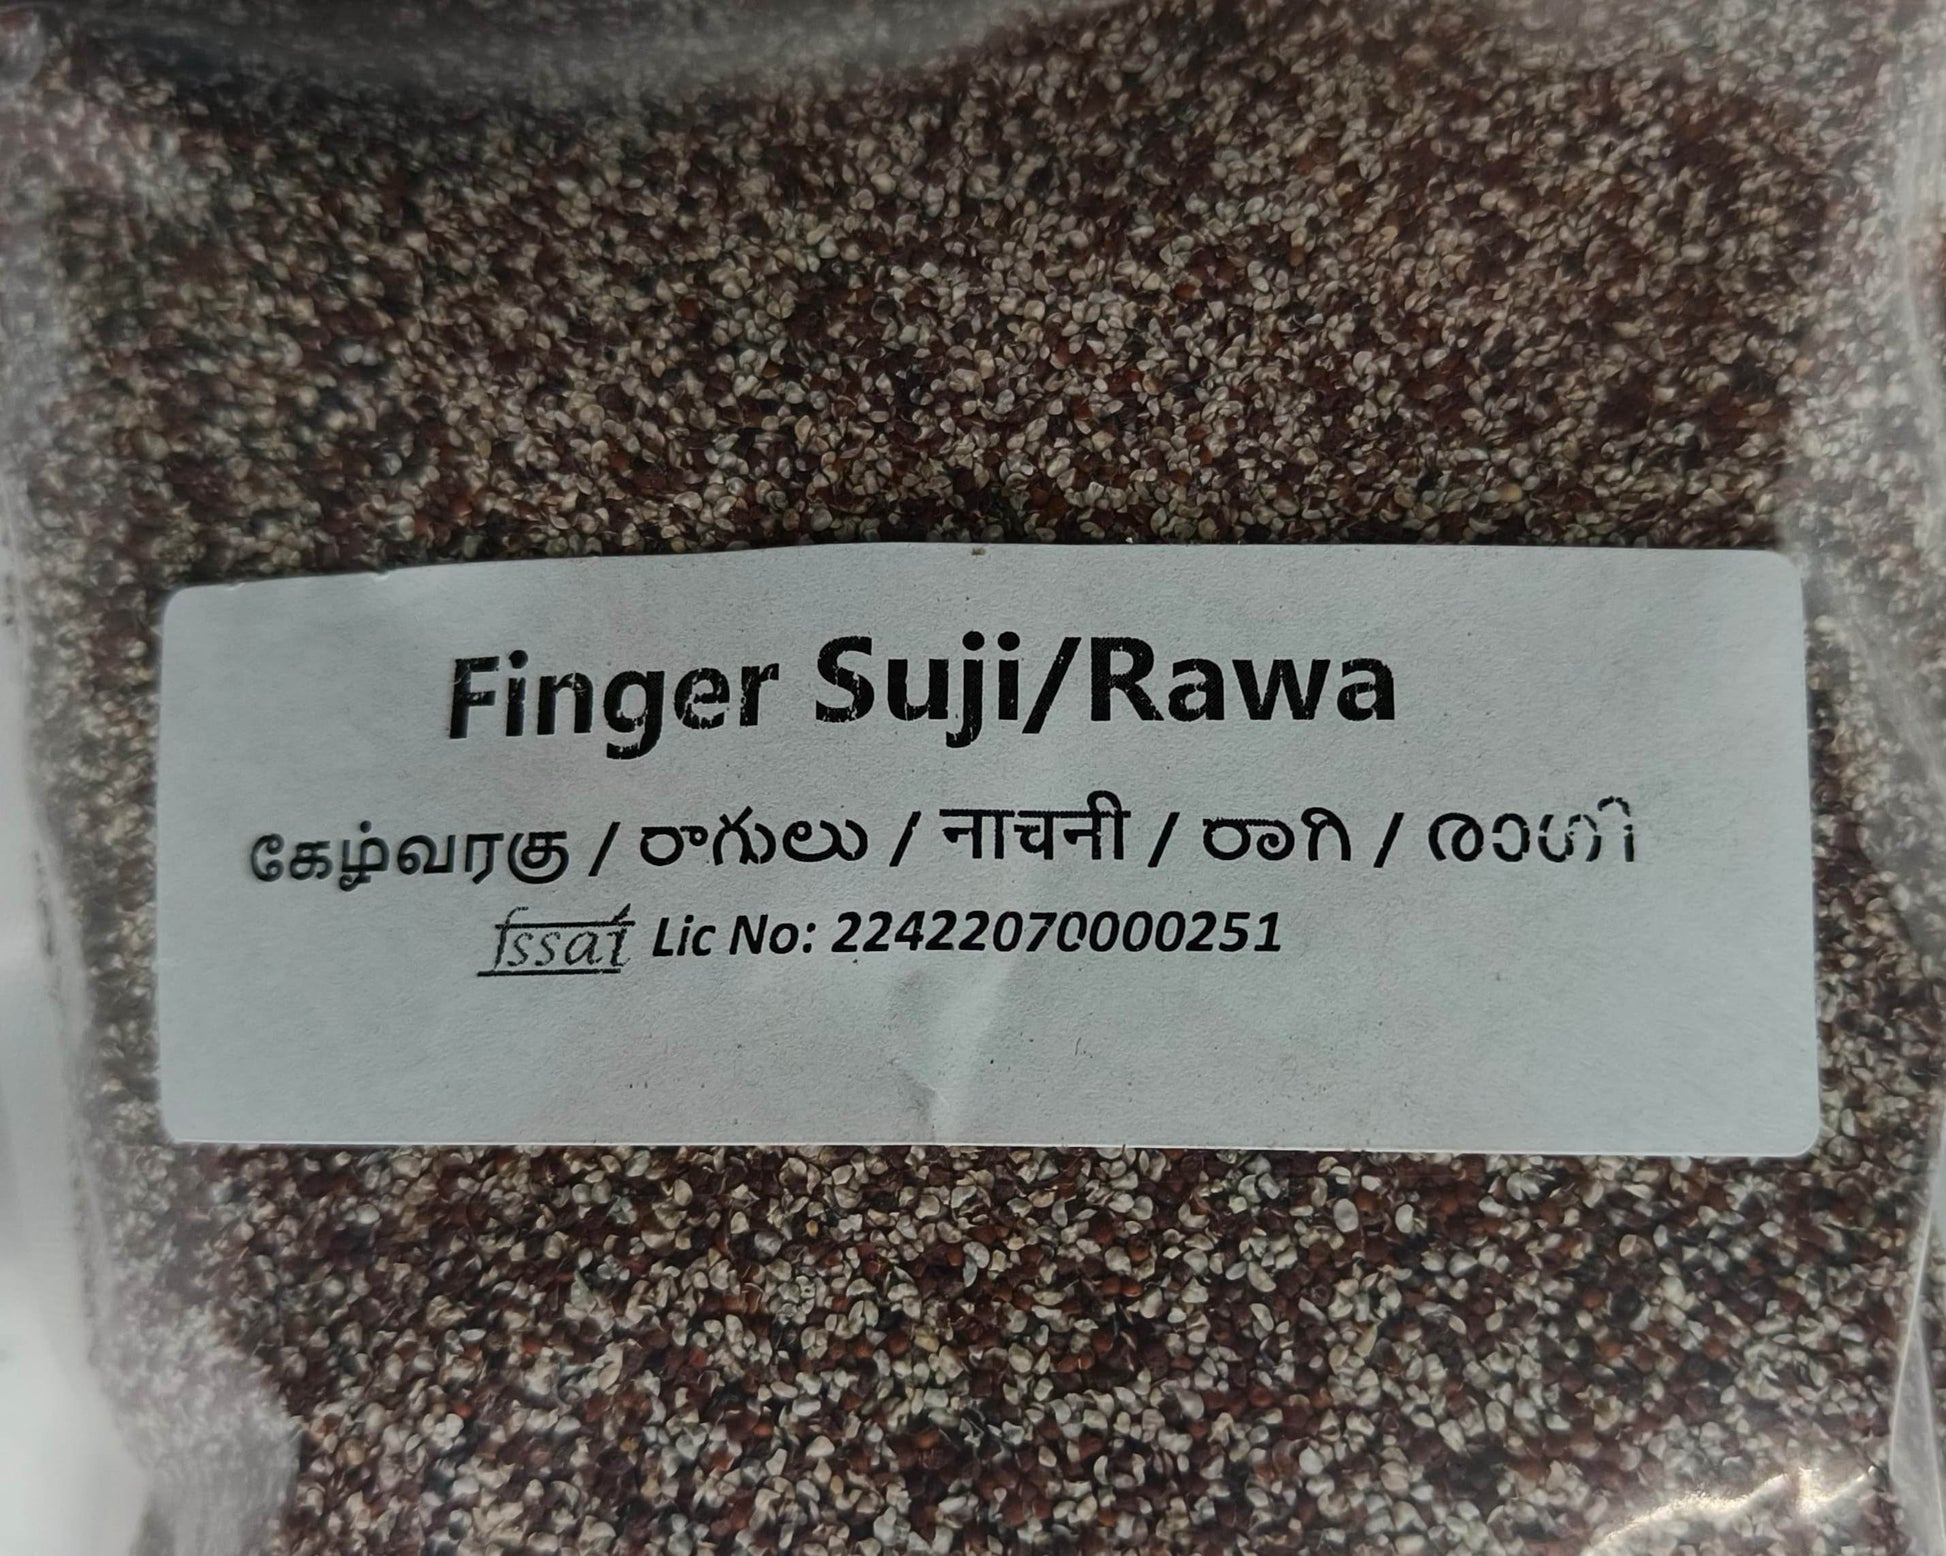 Finger Suji/Rawa
கேழ்வரகு / రాగులు / नाचनी / ರಾಗಿ / രാഗി
fssai Lic No: 22422070000251